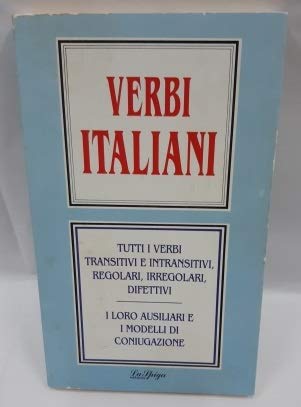 VERBI
ITALIANI
TUTTI I VERBI
TRANSITIVI E INTRANSITIVI,
REGOLARI, IRREGOLARI,
DIFETTIVI
I LORO AUSILIARI E
I MODELLI DI
CONIUGAZIONE
La Spiga